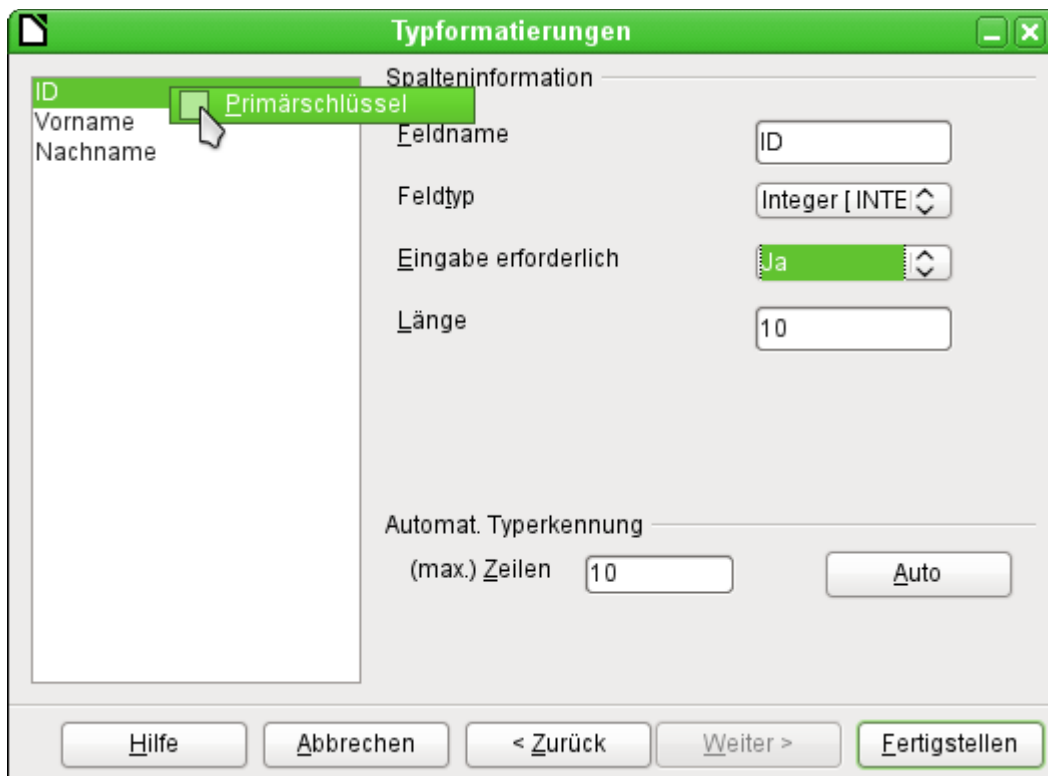 Typformatierungen
ID
Vorname
Nachname
Primärschlüssel
Spalteninformation
Feldname
ID
Feldtyp
Integer [ INTE
Eingabe erforderlich
Ja
Länge
10
Automat. Typerkennung
(max.) Zeilen
10
Auto
Hilfe
Abbrechen
< Zurück
Weiter >
Fertigstellen